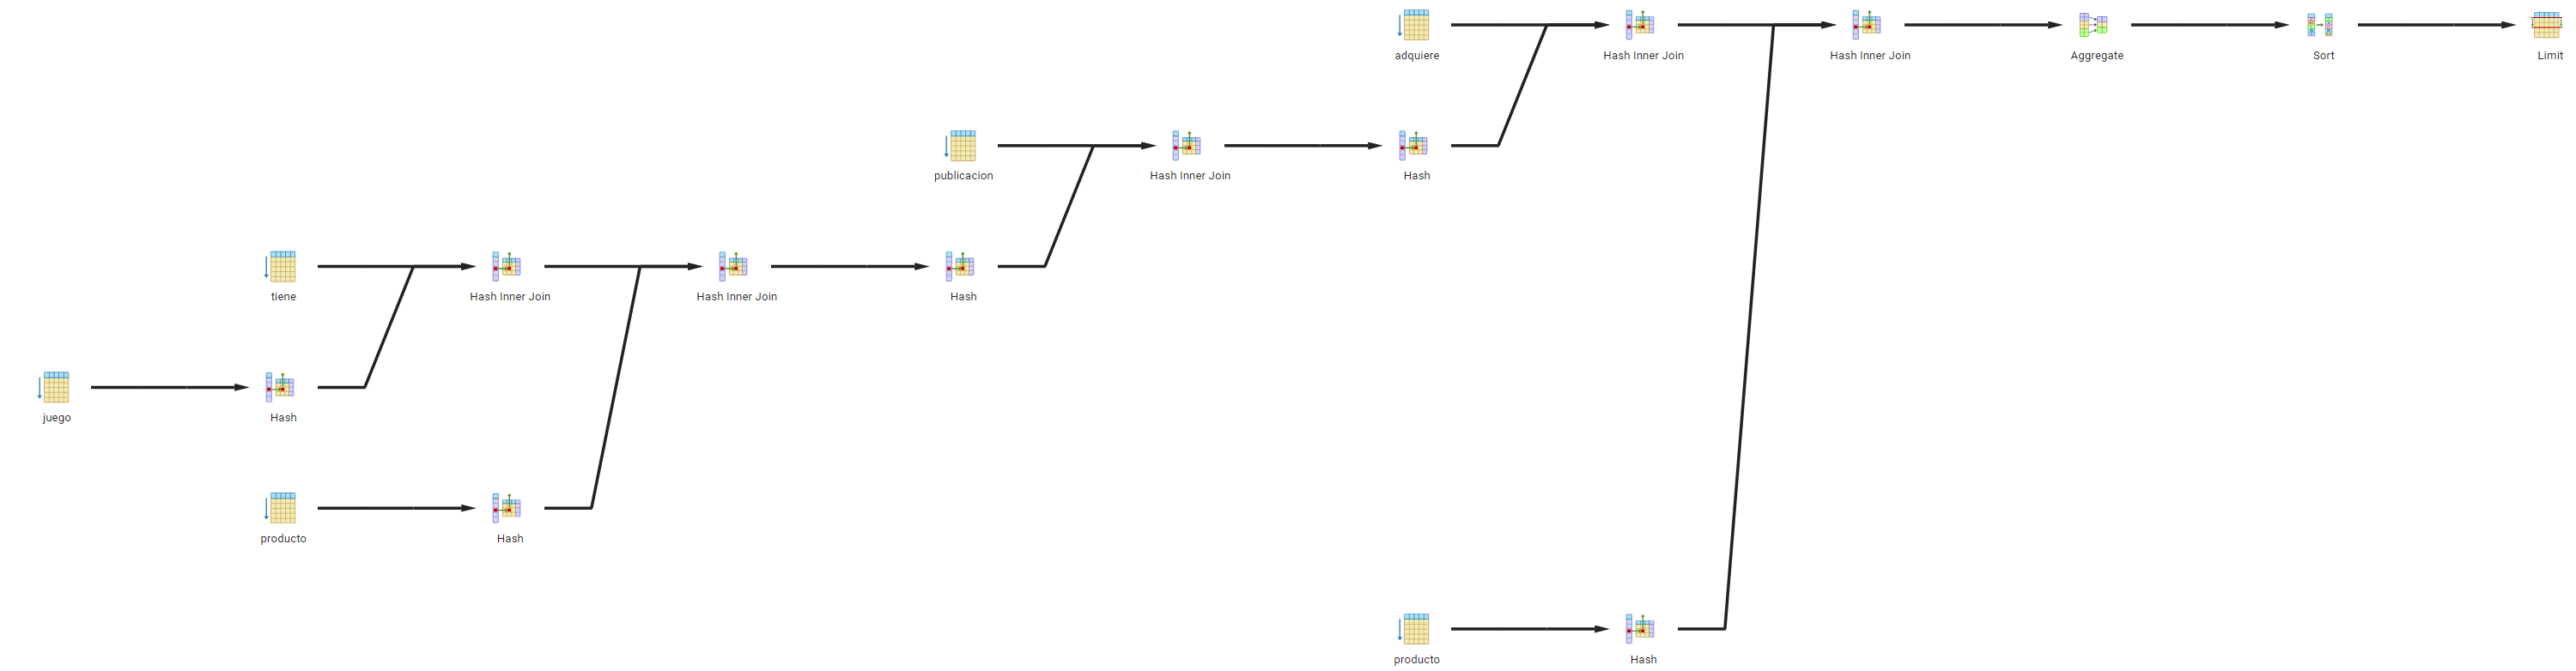 adquiere
Hash Inner Join
Hash Inner Join
Aggregate
Sort
Limit
publicacion
Hash Inner Join
Hash
tiene
Hash Inner Join
Hash Inner Join
Hash
juego
Hash
producto
Hash
producto
Hash